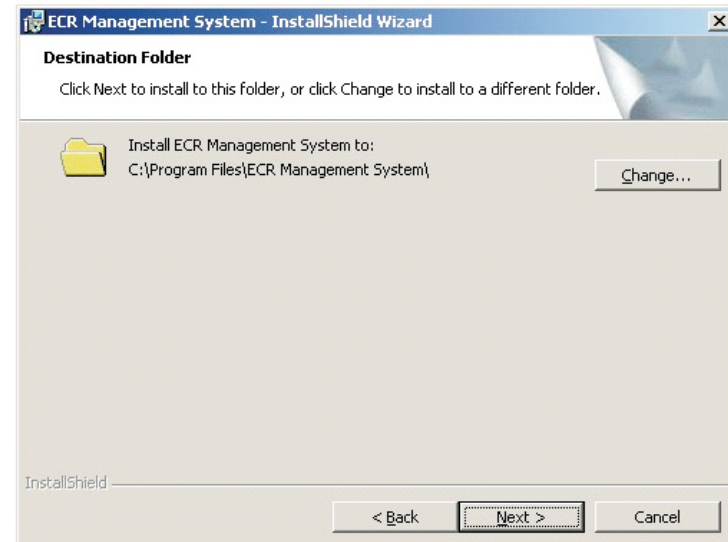 ECR Management System - InstallShield Wizard
Destination Folder
Click Next to install to this folder, or click Change to install to a different folder.
Install ECR Management System to:
C:\Program Files\ECR Management System\
Change...
InstallShield
< Back
Next >
Cancel